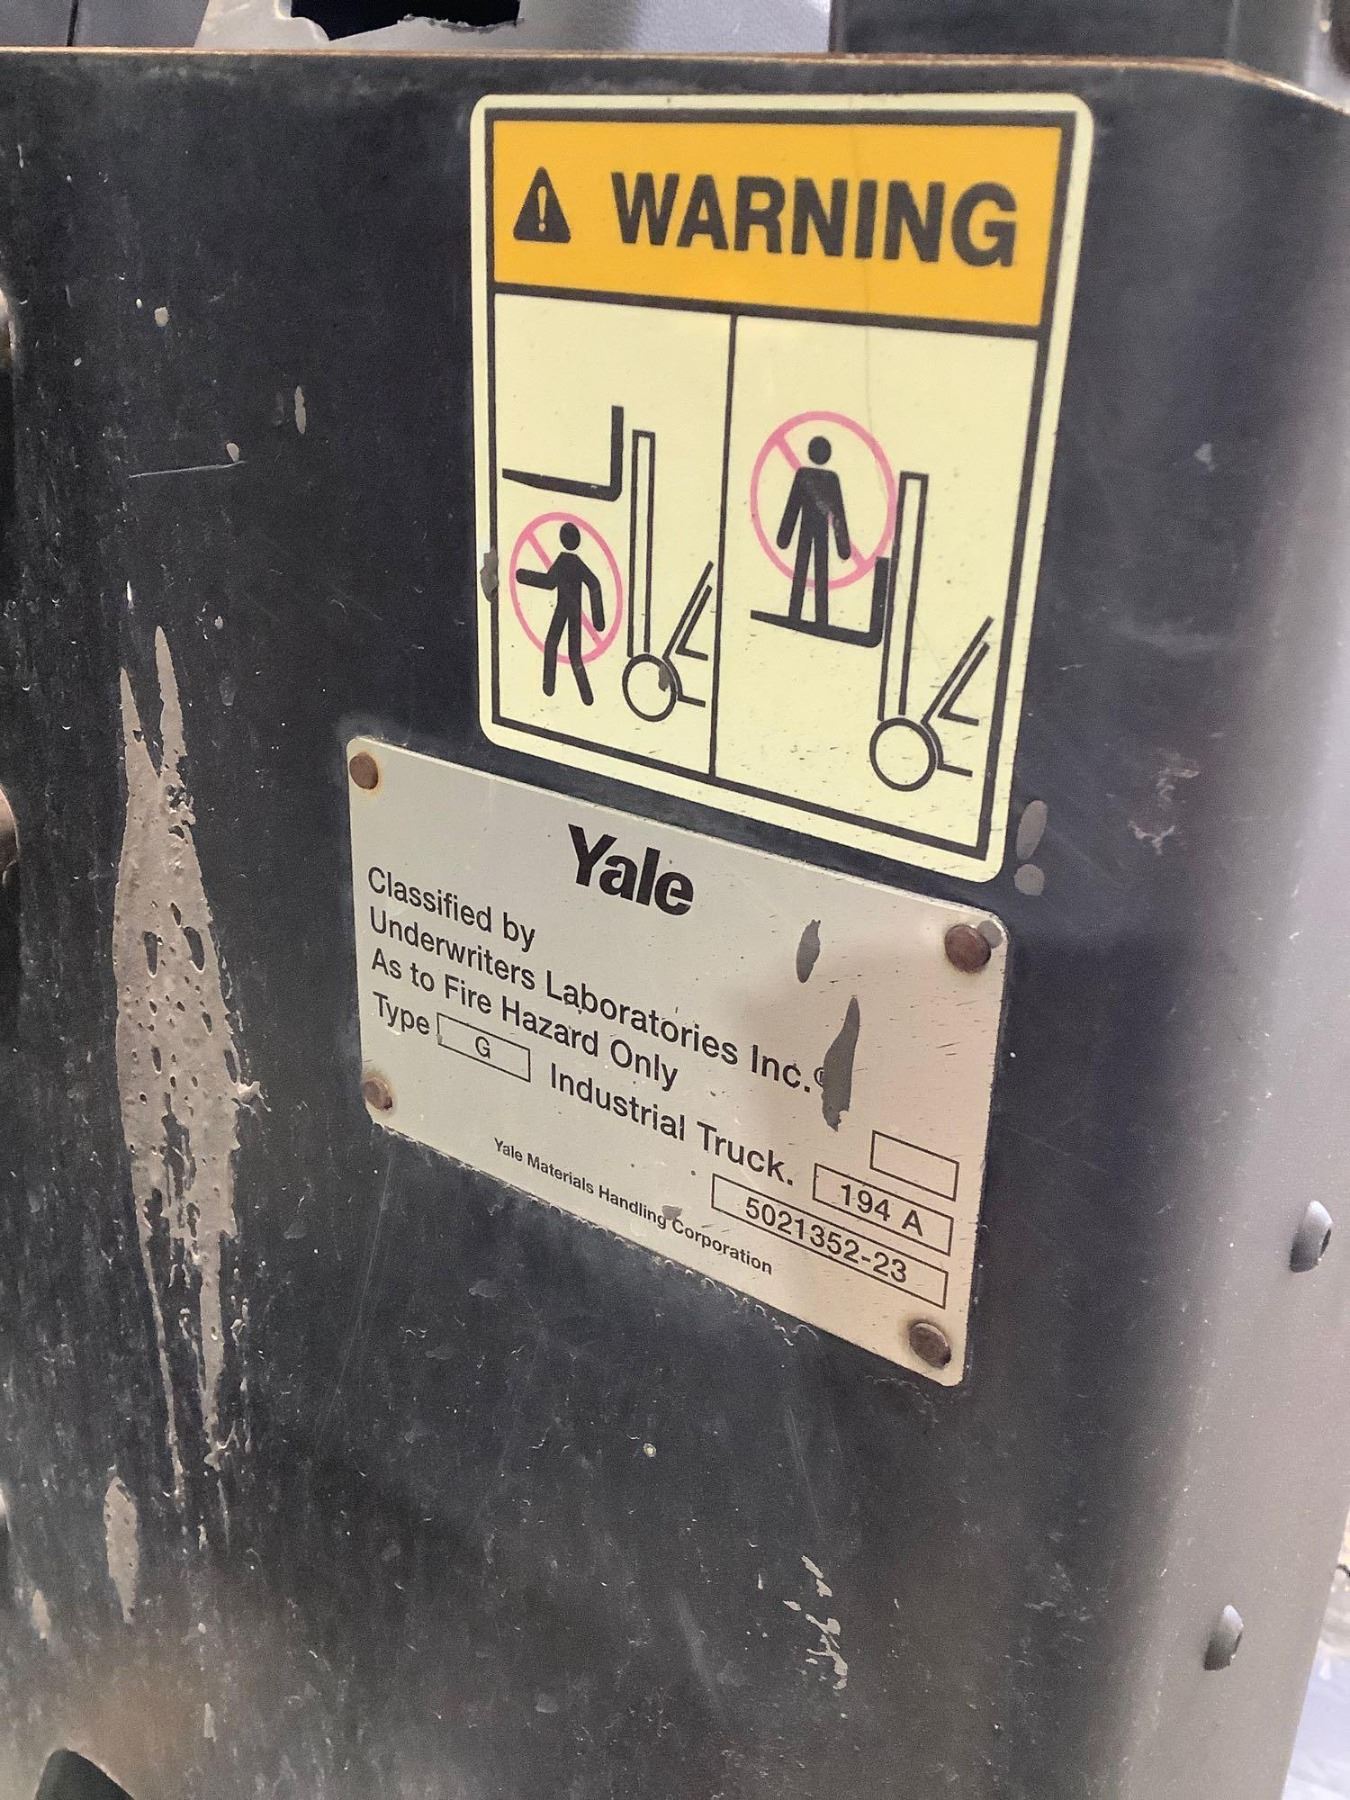 WARNING
Yale
Classified by
Underwriters Laboratories Inc.®
As to Fire Hazard Only
Type G Industrial Truck.
194 A
5021352-23
Yale Materials Handling Corporation